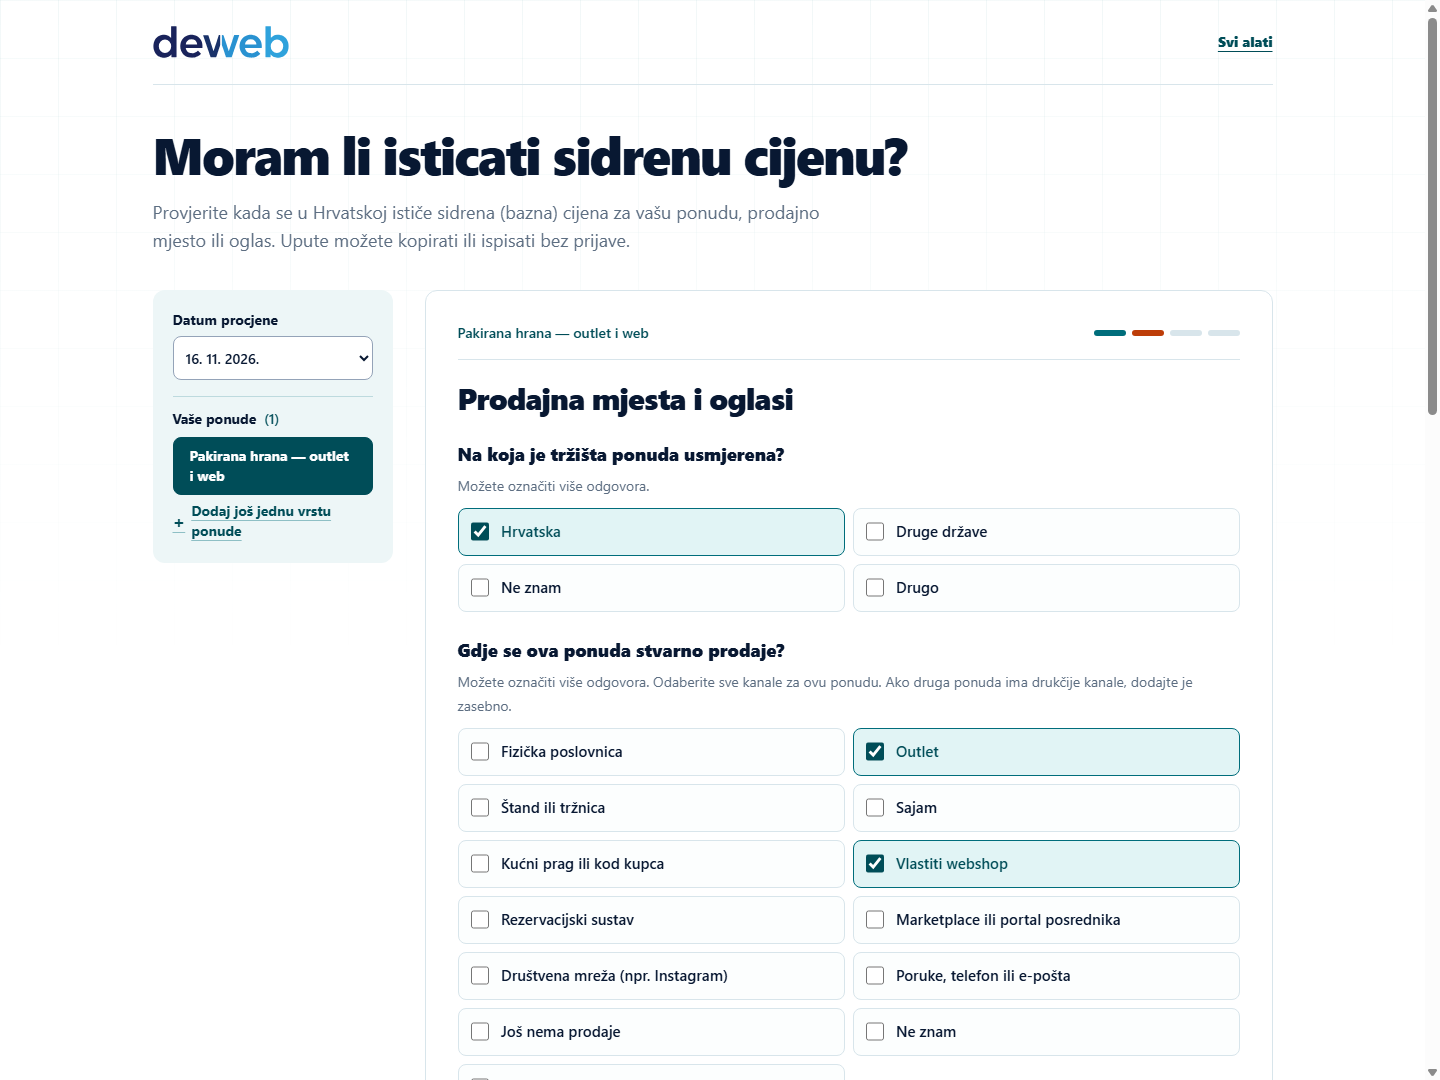 devweb
Svi alati
Moram li isticati sidrenu cijenu?
Provjerite kada se u Hrvatskoj ističe sidrena (bazna) cijena za vašu ponudu, prodajno
mjesto ili oglas. Upute možete kopirati ili ispisati bez prijave.
Datum procjene
16. 11. 2026.
Vaše ponude (1)
Pakirana hrana — outlet
i web
+ Dodaj još jednu vrstu
ponude
Pakirana hrana — outlet i web
Prodajna mjesta i oglasi
Na koja je tržišta ponuda usmjerena?
Možete označiti više odgovora.
Hrvatska
Druge države
Ne znam
Drugo
Gdje se ova ponuda stvarno prodaje?
Možete označiti više odgovora. Odaberite sve kanale za ovu ponudu. Ako druga ponuda ima drukčije kanale, dodajte je
zasebno.
Fizička poslovnica
Outlet
Štand ili tržnica
Sajam
Kućni prag ili kod kupca
Vlastiti webshop
Rezervacijski sustav
Marketplace ili portal posrednika
Društvena mreža (npr. Instagram)
Poruke, telefon ili e-pošta
Još nema prodaje
Ne znam